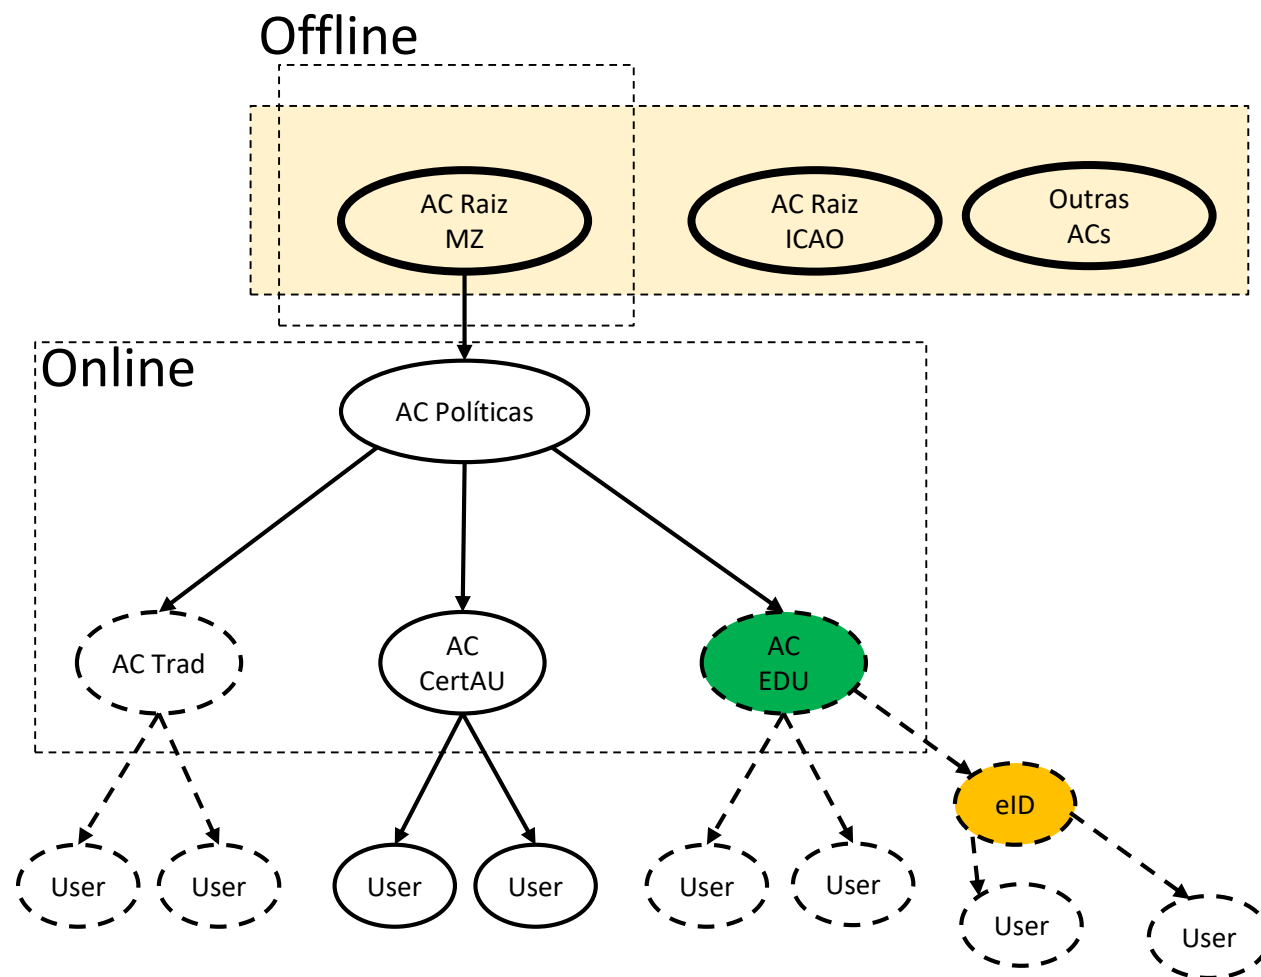 Offline
AC Raiz
MZ
AC Raiz
ICAO
Outras
ACs
Online
AC Políticas
AC Trad
AC
CertAU
AC
EDU
eID
User
User
User
User
User
User
User
User